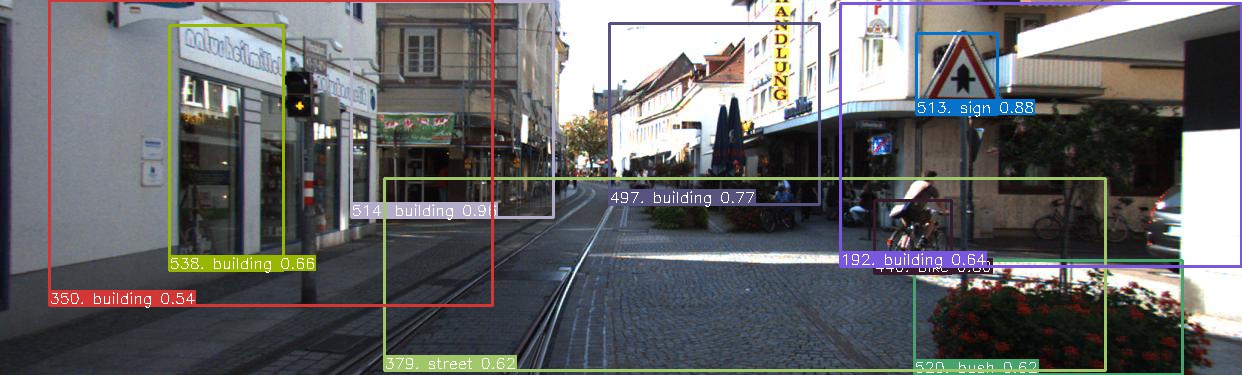 naturheilmittel
HANDLUNG
513. sign 0.88
497. building 0.77
514. building 0.96
538. building 0.66
192. building 0.64
350. building 0.54
379. street 0.62
520. bush 0.62